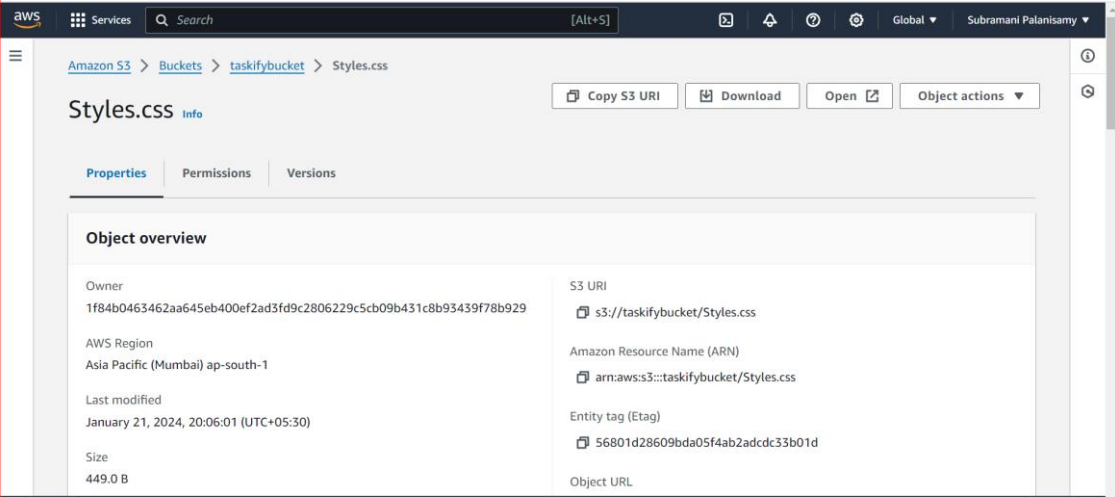 aws Services Search [Alt+S] Global Subramani Palanisamy
Amazon S3 > Buckets > taskifybucket > Styles.css
Styles.css Info
Copy S3 URI Download Open Object actions
Properties Permissions Versions
Object overview
Owner
1f84b0463462aa645eb400ef2ad3fd9c2806229c5cb09b431c8b93439f78b929
AWS Region
Asia Pacific (Mumbai) ap-south-1
Last modified
January 21, 2024, 20:06:01 (UTC+05:30)
Size
449.0 B
S3 URI
s3://taskifybucket/Styles.css
Amazon Resource Name (ARN)
arn:aws:s3:::taskifybucket/Styles.css
Entity tag (Etag)
56801d28609bda05f4ab2adcdc33b01d
Object URL